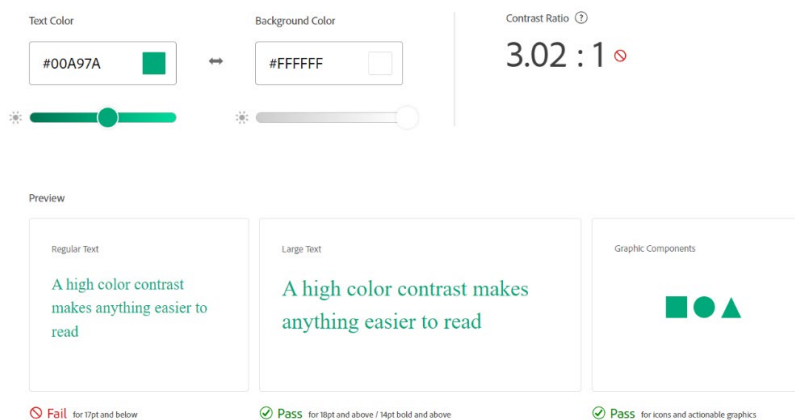 Text Color
Background Color
Contrast Ratio ?
#00A97A
#FFFFFF
3.02 : 1
Preview
Regular Text
A high color contrast
makes anything easier to
read
Large Text
A high color contrast makes
anything easier to read
Graphic Components
Fail for 17pt and below
Pass for 18pt and above / 14pt bold and above
Pass for icons and actionable graphics